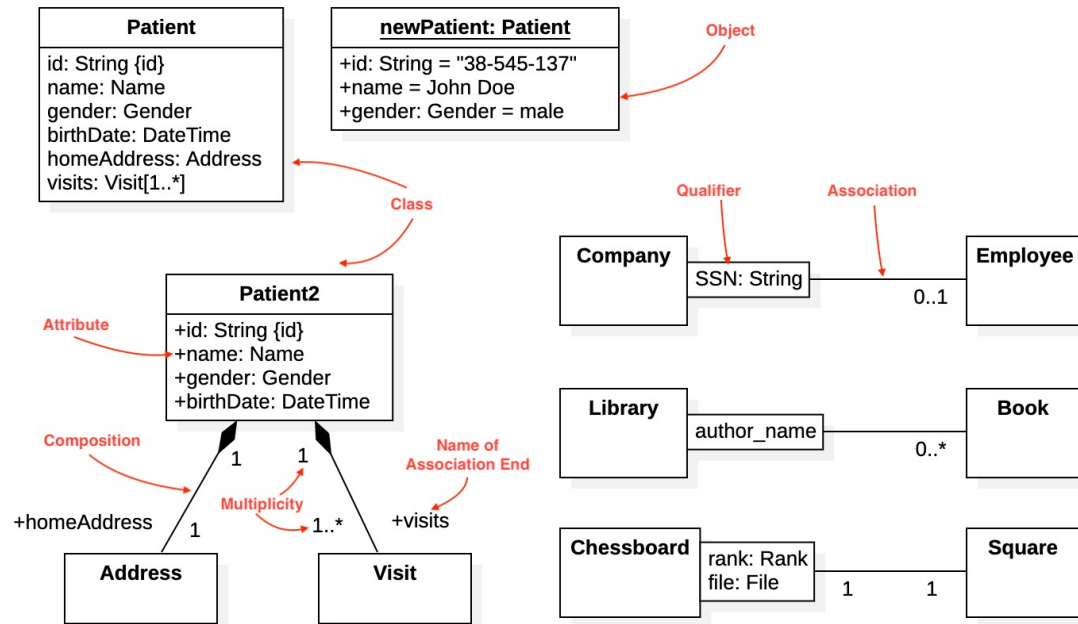 Patient
id: String {id}
name: Name
gender: Gender
birthDate: DateTime
homeAddress: Address
visits: Visit[1..*]
newPatient: Patient
+id: String = "38-545-137"
+name = John Doe
+gender: Gender = male
Object
Class
Patient2
+id: String {id}
+name: Name
+gender: Gender
+birthDate: DateTime
Attribute
Composition
1
1
Multiplicity
Name of
Association End
+homeAddress
1
1..*
+visits
Address
Visit
Qualifier
Association
Company
SSN: String
0..1
Employee
Library
author_name
0..*
Book
Chessboard
rank: Rank
file: File
1
1
Square